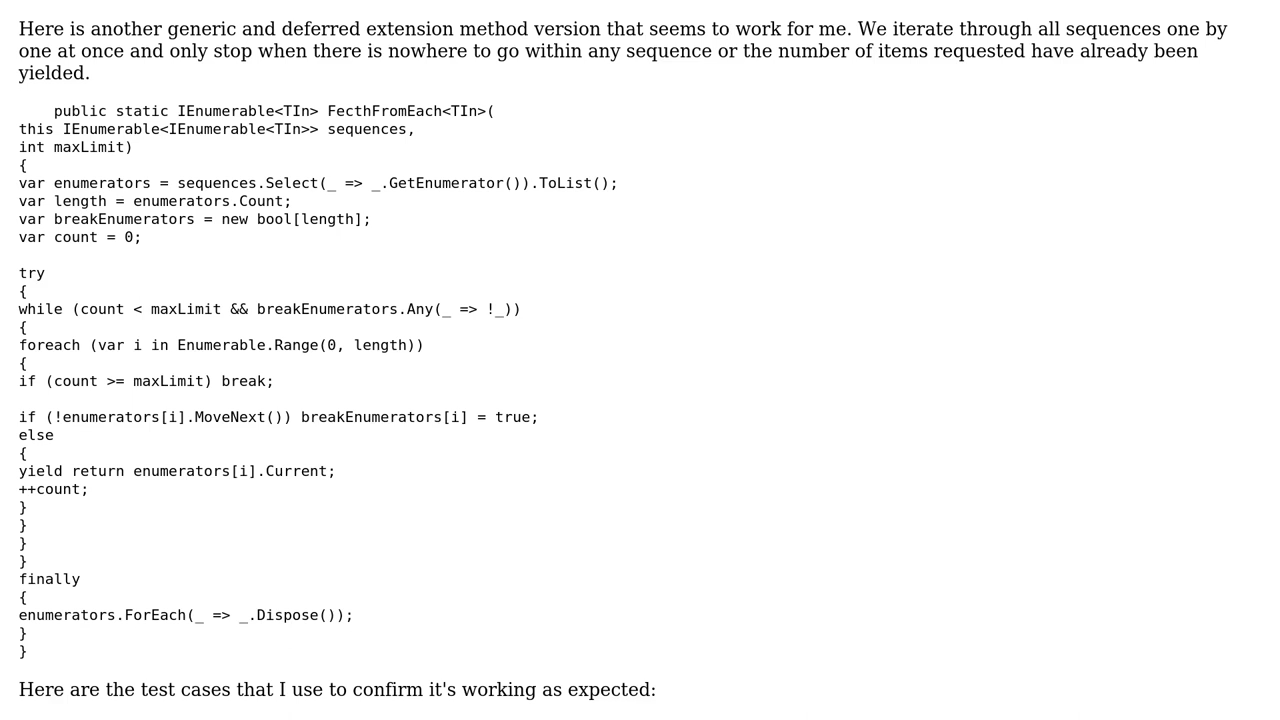 Here is another generic and deferred extension method version that seems to work for me. We iterate through all sequences one by
one at once and only stop when there is nowhere to go within any sequence or the number of items requested have already been
yielded.
public static IEnumerable<TIn> FecthFromEach<TIn>(
this IEnumerable<IEnumerable<TIn>> sequences,
int maxLimit)
{
var enumerators = sequences.Select(_ => _.GetEnumerator()).ToList();
var length = enumerators.Count;
var breakEnumerators = new bool[length];
var count = 0;
try
{
while (count < maxLimit && breakEnumerators.Any(_ => !_))
{
foreach (var i in Enumerable.Range(0, length))
{
if (count >= maxLimit) break;
if (!enumerators[i].MoveNext()) breakEnumerators[i] = true;
else
{
yield return enumerators[i].Current;
++count;
}
}
}
}
finally
{
enumerators.ForEach(_ => _.Dispose());
}
}
Here are the test cases that I use to confirm it's working as expected: